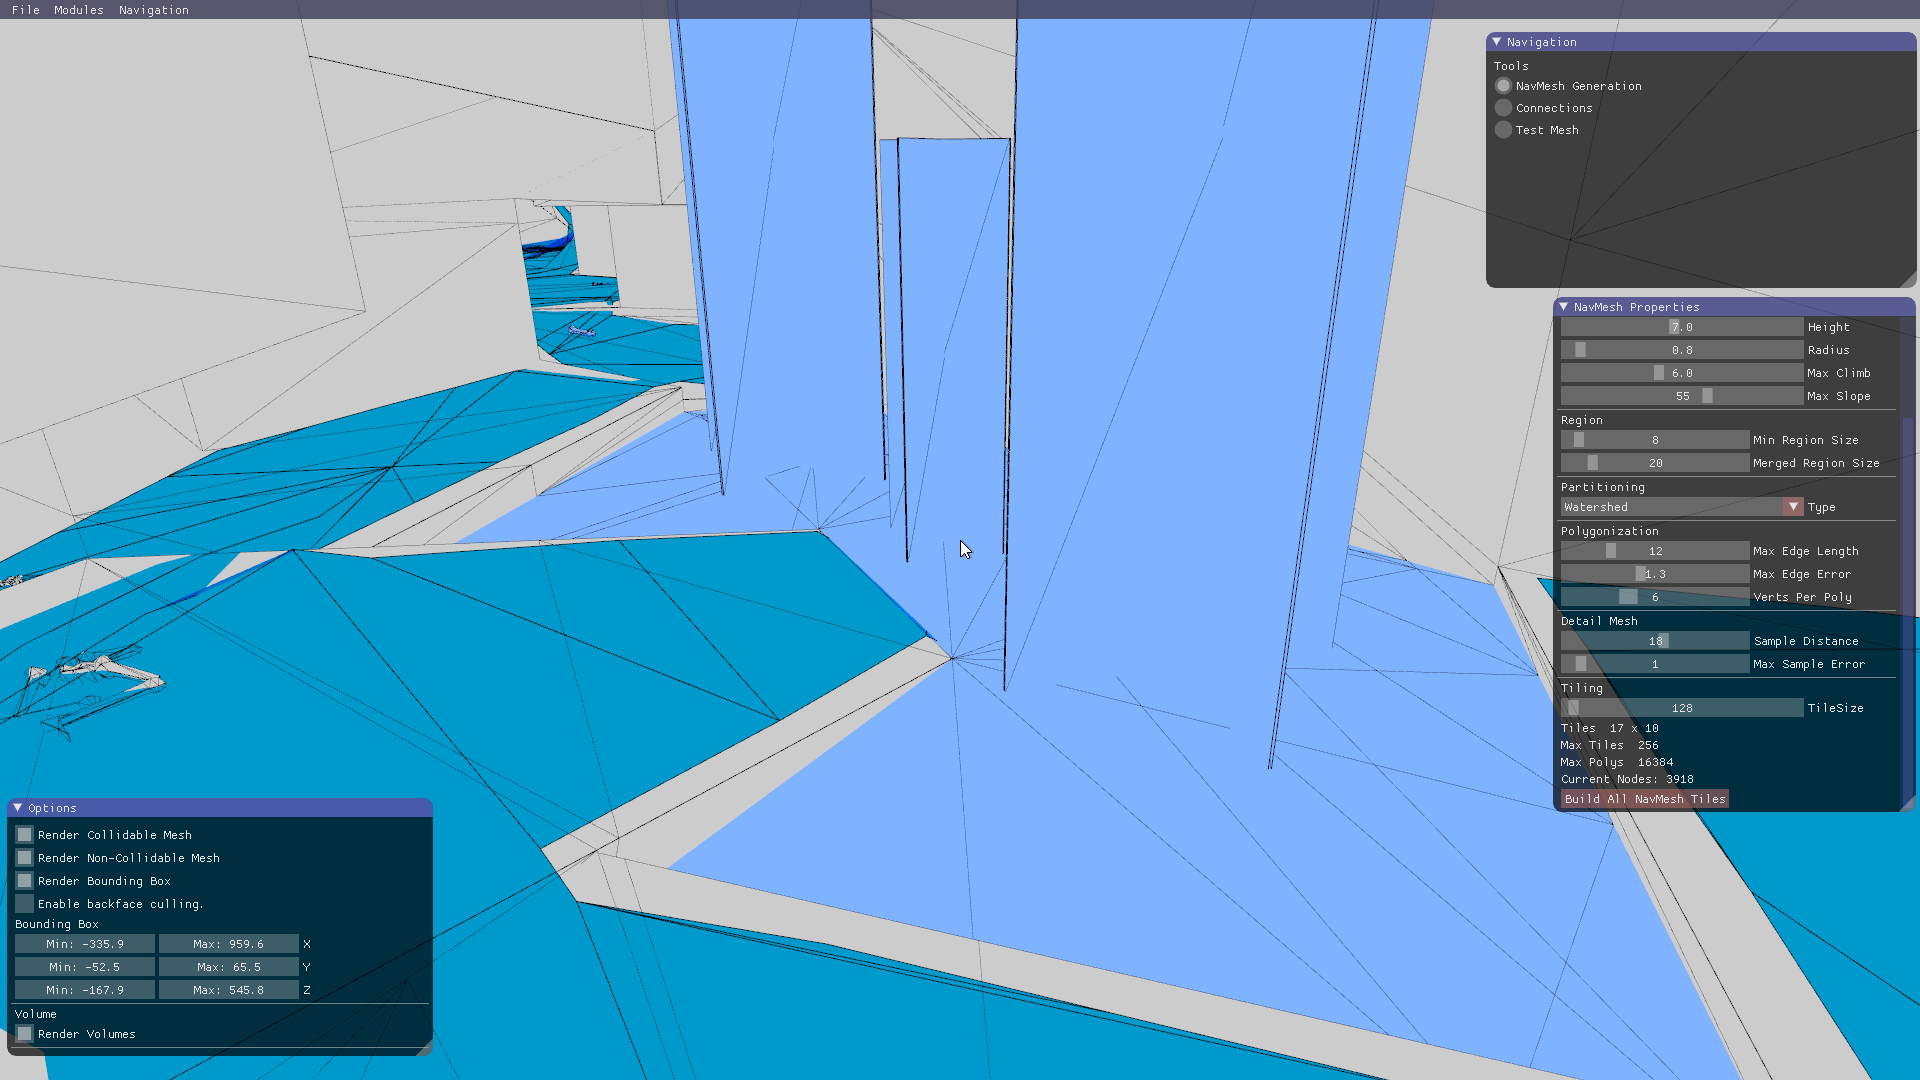 File Modules Navigation
Navigation
Tools
NavMesh Generation
Connections
Test Mesh
NavMesh Properties
7.0 Height
0.8 Radius
6.0 Max Climb
55 Max Slope
Region
8 Min Region Size
20 Merged Region Size
Partitioning
Watershed Type
Polygonization
12 Max Edge Length
1.3 Max Edge Error
6 Verts Per Poly
Detail Mesh
18 Sample Distance
1 Max Sample Error
Tiling
128 TileSize
Tiles 17 x 10
Max Tiles 256
Max Polys 16384
Current Nodes: 3918
Build All NavMesh Tiles
Options
Render Collidable Mesh
Render Non-Collidable Mesh
Render Bounding Box
Enable backface culling.
Bounding Box
Min: -335.9 Max: 959.6 X
Min: -52.5 Max: 65.5 Y
Min: -167.9 Max: 545.8 Z
Volume
Render Volumes